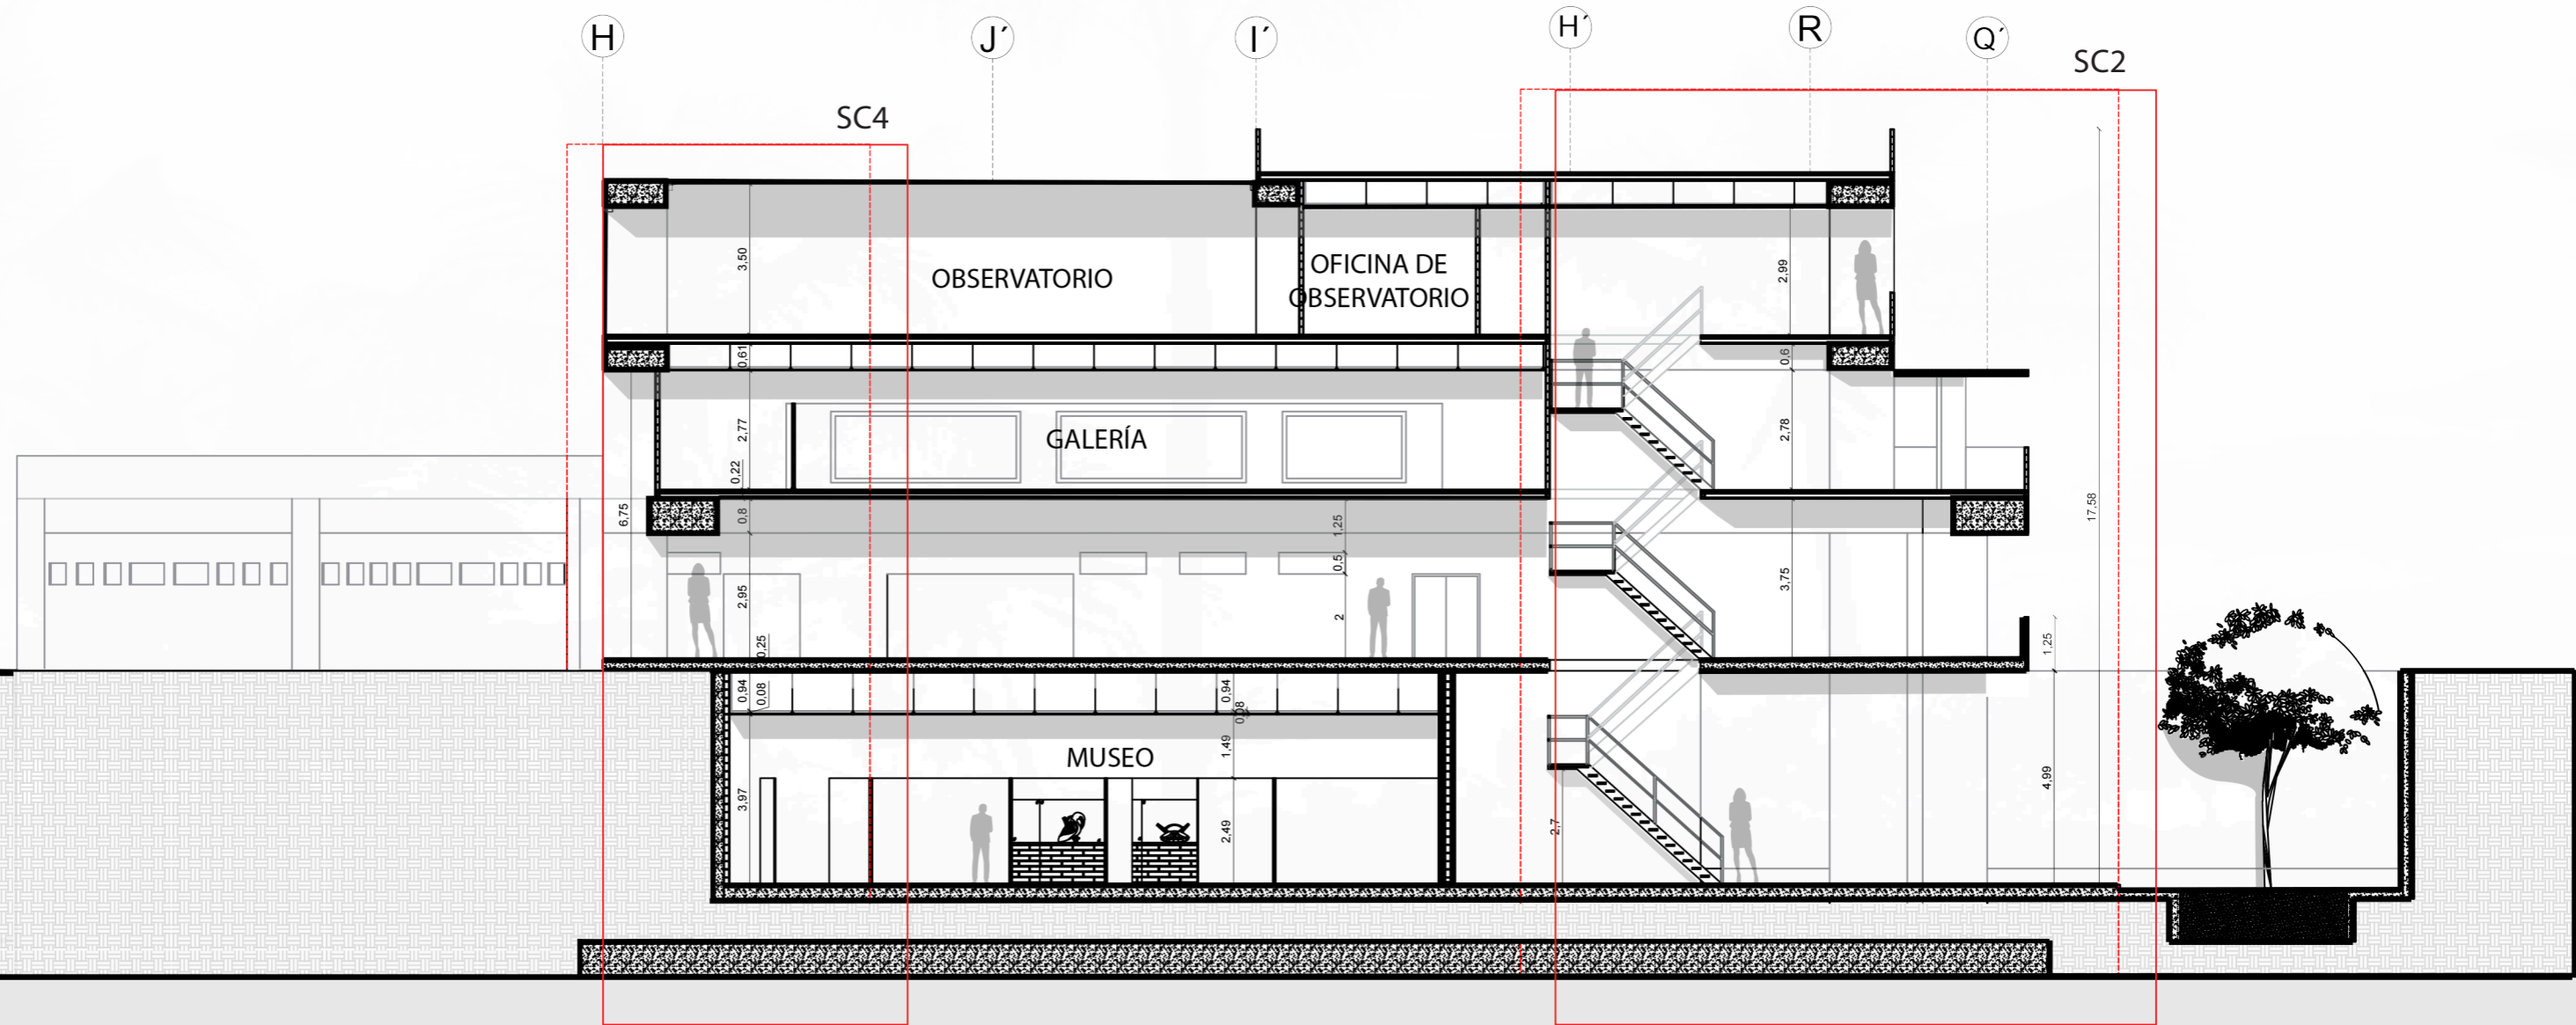 H
J´
I´
H´
R
Q´
SC2
SC4
3,50
OBSERVATORIO
OFICINA DE
OBSERVATORIO
2,99
0,61
0,6
2,77
GALERÍA
2,78
0,22
6,75
0,8
1,25
17,58
0,5
3,75
2,95
2
0,25
1,25
0,94
0,08
0,94
0,08
MUSEO
1,49
4,99
3,97
2,49
2,7